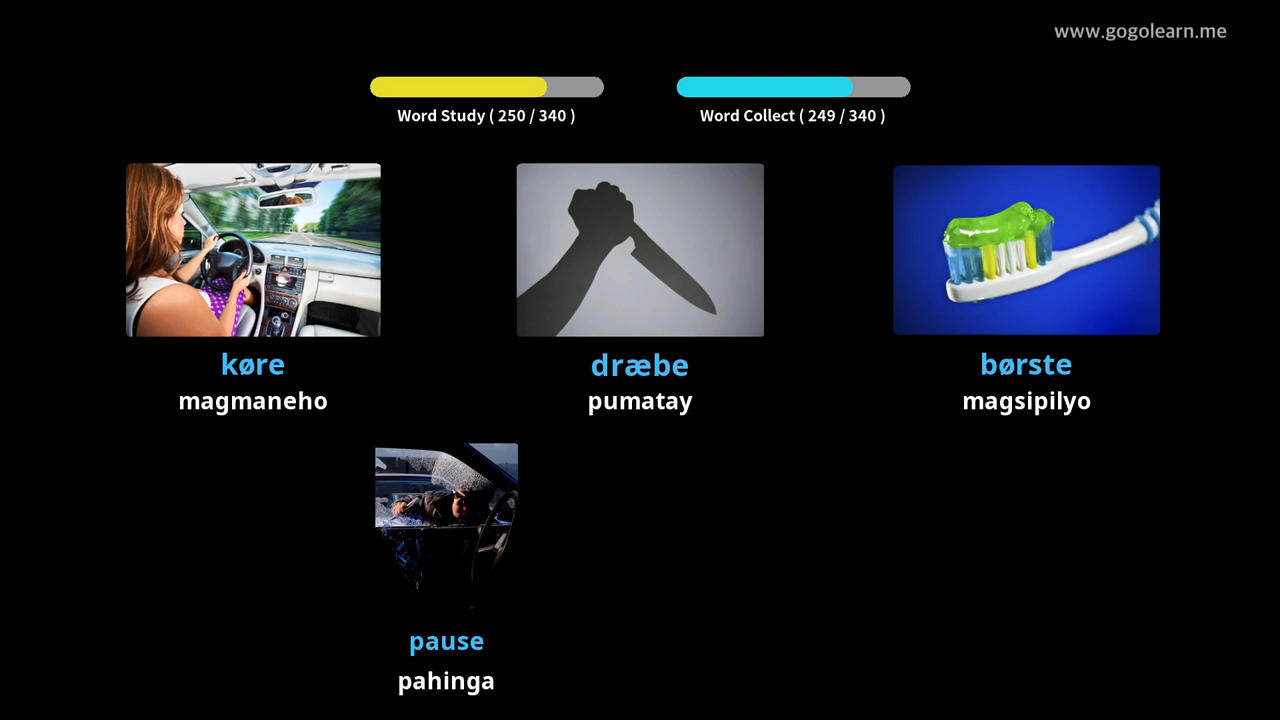 www.gogolearn.me
Word Study ( 250 / 340 )
Word Collect ( 249 / 340 )
køre
dræbe
børste
magmaneho
pumatay
magsipilyo
pause
pahinga